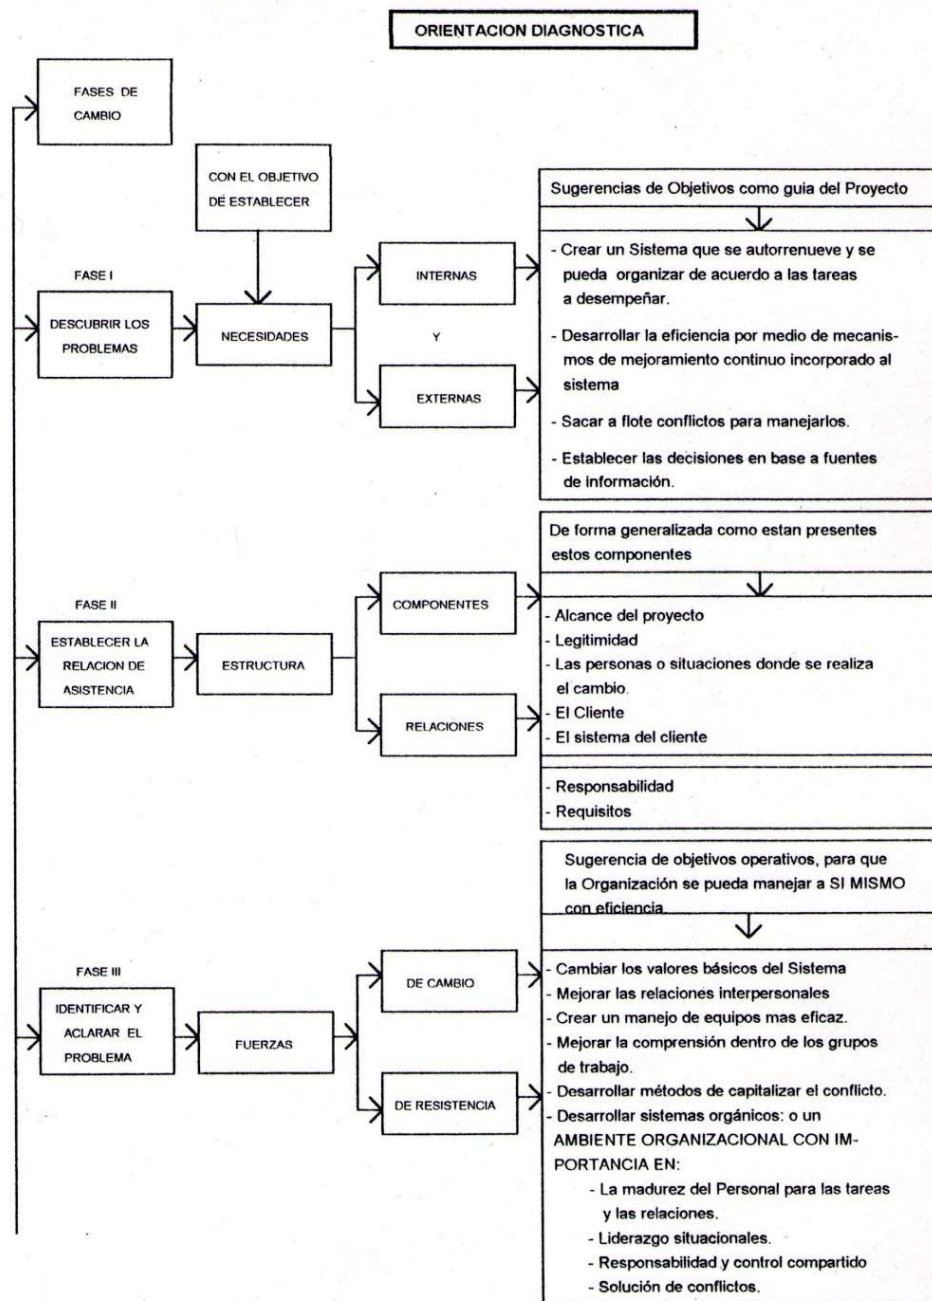 ORIENTACION DIAGNOSTICA
FASES DE
CAMBIO
CON EL OBJETIVO
DE ESTABLECER
FASE I
DESCUBRIR LOS
PROBLEMAS
NECESIDADES
INTERNAS
Y
EXTERNAS
Sugerencias de Objetivos como guia del Proyecto
- Crear un Sistema que se autorrenueve y se
pueda organizar de acuerdo a las tareas
a desempeñar.
- Desarrollar la eficiencia por medio de mecanis-
mos de mejoramiento continuo incorporado al
sistema
- Sacar a flote conflictos para manejarlos.
- Establecer las decisiones en base a fuentes
de información.
FASE II
ESTABLECER LA
RELACION DE
ASISTENCIA
ESTRUCTURA
COMPONENTES
RELACIONES
De forma generalizada como estan presentes
estos componentes
- Alcance del proyecto
- Legitimidad
- Las personas o situaciones donde se realiza
el cambio.
- El Cliente
- El sistema del cliente
- Responsabilidad
- Requisitos
FASE III
IDENTIFICAR Y
ACLARAR EL
PROBLEMA
FUERZAS
DE CAMBIO
DE RESISTENCIA
Sugerencia de objetivos operativos, para que
la Organización se pueda manejar a SI MISMO
con eficiencia.
- Cambiar los valores básicos del Sistema
- Mejorar las relaciones interpersonales
- Crear un manejo de equipos mas eficaz.
- Mejorar la comprensión dentro de los grupos
de trabajo.
- Desarrollar métodos de capitalizar el conflicto.
- Desarrollar sistemas orgánicos: o un
AMBIENTE ORGANIZACIONAL CON IM-
PORTANCIA EN:
- La madurez del Personal para las tareas
y las relaciones.
- Liderazgo situacionales.
- Responsabilidad y control compartido
- Solución de conflictos.